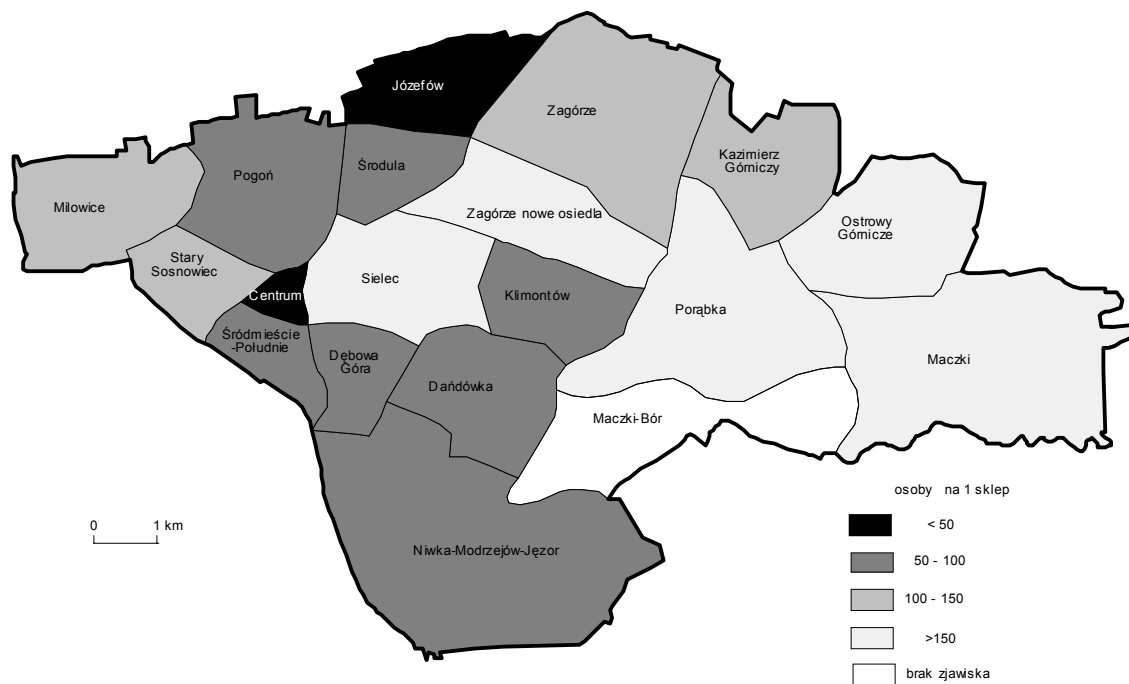 Józefów
Zagórze
Kazimierz
Górniczy
Środula
Pogoń
Milowice
Zagórze nowe osiedla
Ostrowy
Górnicze
Stary
Sosnowiec
Sielec
Centrum
Klimontów
Porąbka
Śródmieście
-Południe
Dębowa
Góra
Maczki
Dańdówka
Maczki-Bór
Niwka-Modrzejów-Jęzor
0 1 km
osoby na 1 sklep
< 50
50 - 100
100 - 150
>150
brak zjawiska